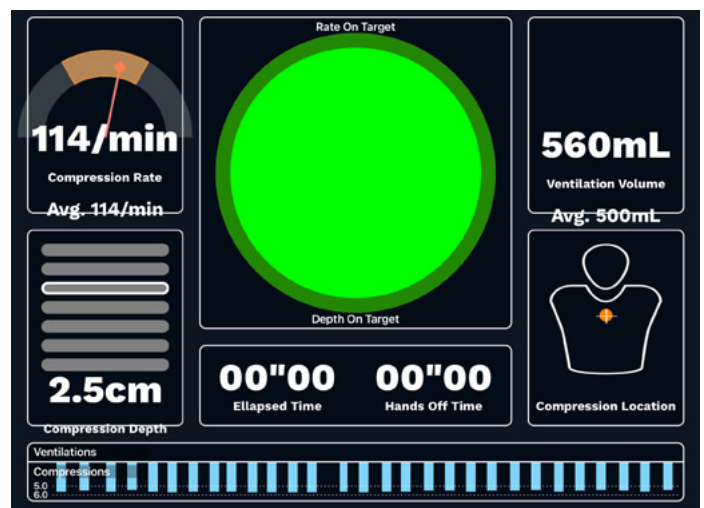 Rate On Target
114/min
Compression Rate
Avg. 114/min
560mL
Ventilation Volume
Avg. 500mL
2.5cm
Compression Depth
Depth On Target
00"00
Ellapsed Time
00"00
Hands Off Time
Compression Location
Ventilations
Compressions
5.0
6.0